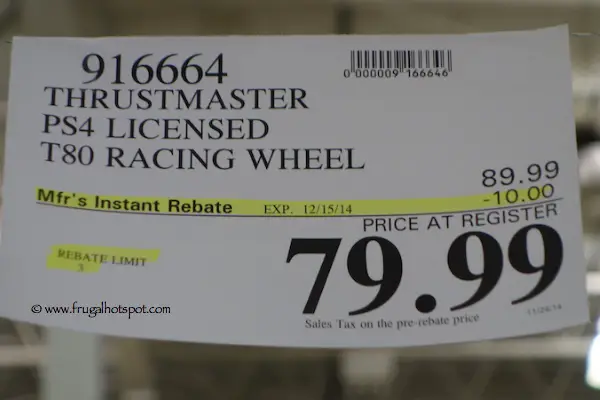 916664
0 000009 166646
THRUSTMASTER
PS4 LICENSED
T80 RACING WHEEL
89.99
Mfr's Instant Rebate EXP. 12/15/14 -10.00
PRICE AT REGISTER
REBATE LIMIT
3
79.99
© www.frugalhotspot.com
Sales Tax on the pre-rebate price